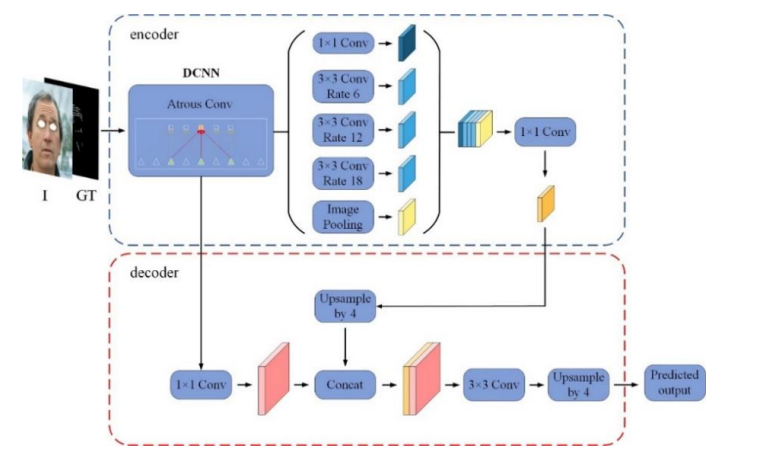 encoder
DCNN
Atrous Conv
1×1 Conv
3×3 Conv
Rate 6
3×3 Conv
Rate 12
3×3 Conv
Rate 18
Image
Pooling
1×1 Conv
I
GT
decoder
Upsample
by 4
1×1 Conv
Concat
3×3 Conv
Upsample
by 4
Predicted
output